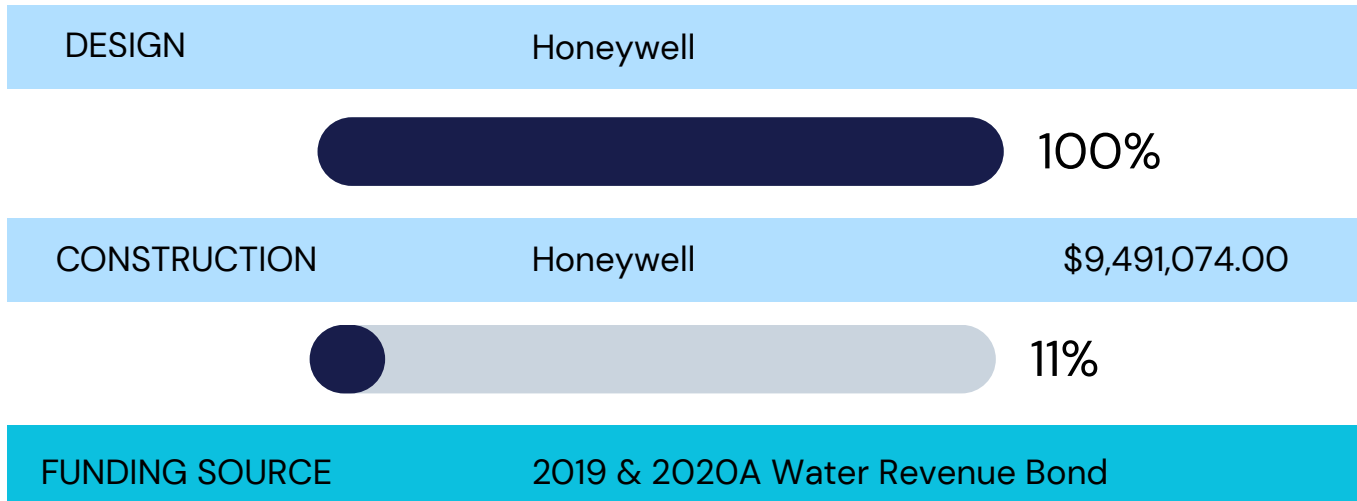 DESIGN Honeywell
100%
CONSTRUCTION Honeywell $9,491,074.00
11%
FUNDING SOURCE 2019 & 2020A Water Revenue Bond